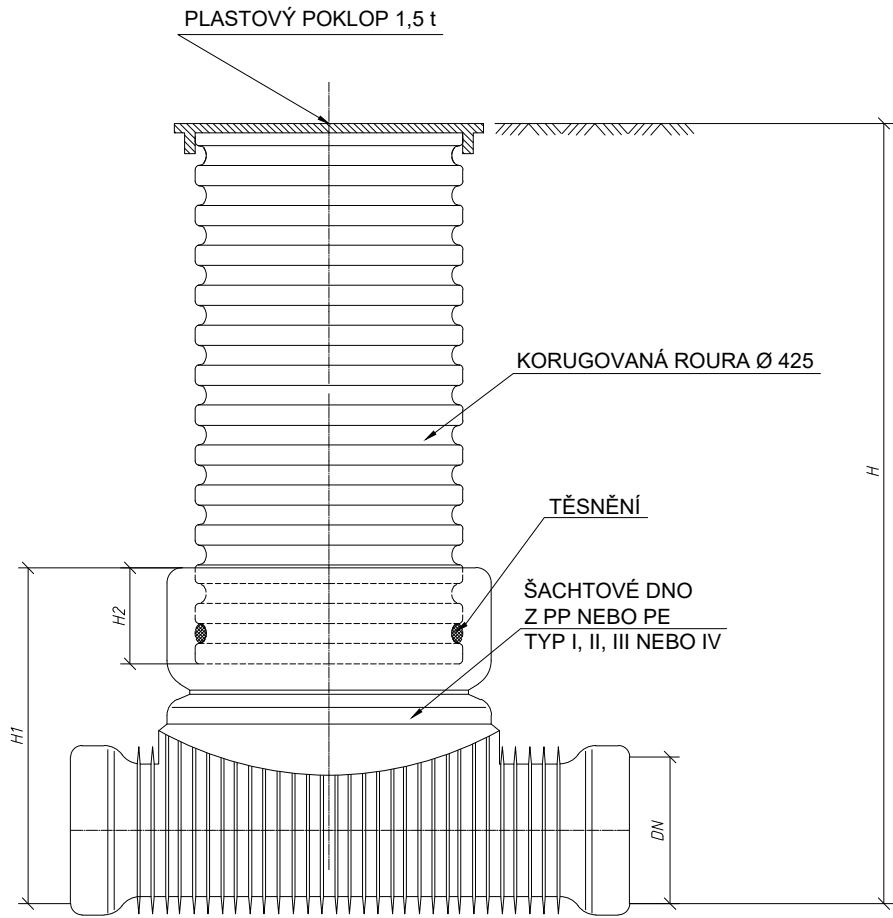 PLASTOVÝ POKLOP 1,5 t
KORUGOVANÁ ROURA Ø 425
H
TĚSNĚNÍ
ŠACHTOVÉ DNO
Z PP NEBO PE
TYP I, II, III NEBO IV
H2
H1
DN